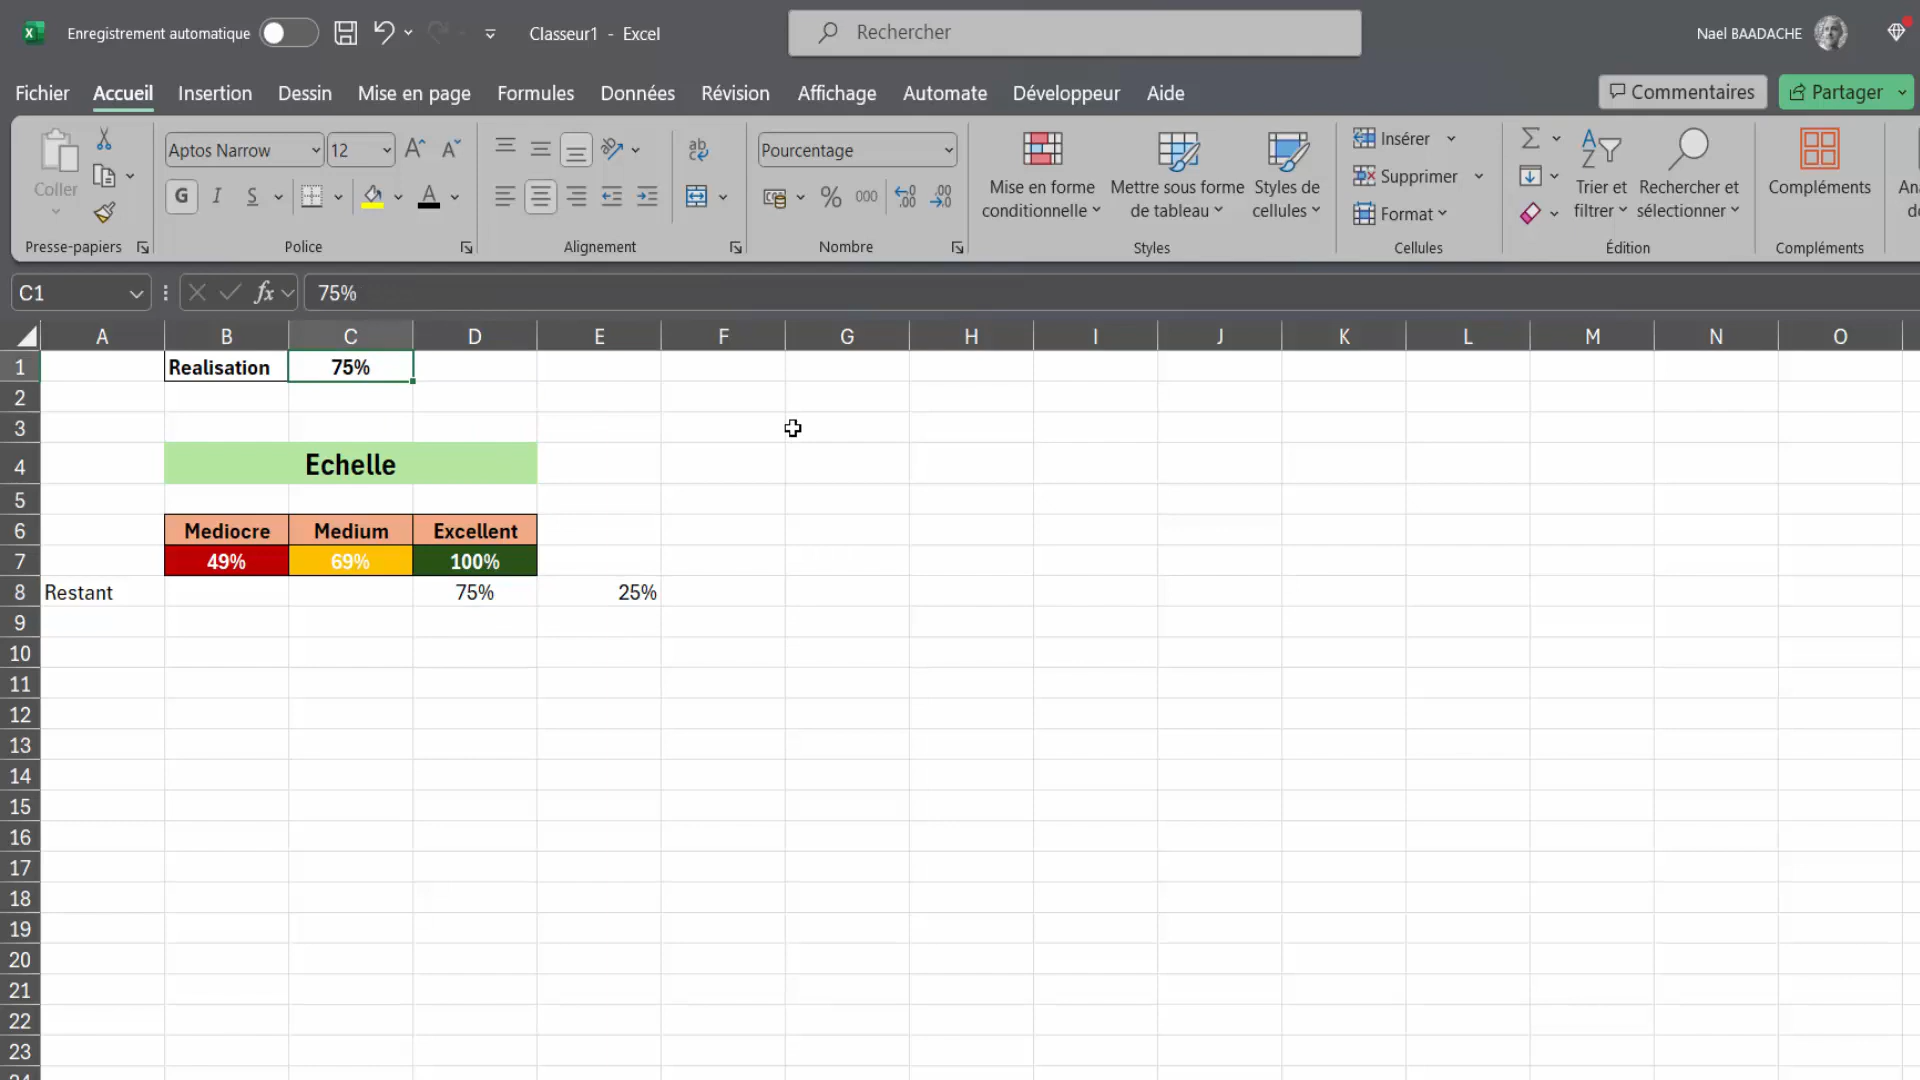 Enregistrement automatique
Classeur1 - Excel
Rechercher
Nael BAADACHE
Fichier Accueil Insertion Dessin Mise en page Formules Données Révision Affichage Automate Développeur Aide
Commentaires
Partager
Coller
Presse-papiers
Aptos Narrow 12
G I S A
Police
ab
Alignement
Pourcentage
% 000
Nombre
Mise en forme
conditionnelle
Mettre sous forme
de tableau
Styles de
cellules
Styles
Insérer
Supprimer
Format
Cellules
Trier et
filtrer
Rechercher et
sélectionner
Édition
Compléments
Compléments
C1
fx
75%
A B C D E F G H I J K L M N O
1 Realisation 75%
2
3
4 Echelle
5
6 Mediocre Medium Excellent
7 49% 69% 100%
8 Restant 75% 25%
9
10
11
12
13
14
15
16
17
18
19
20
21
22
23